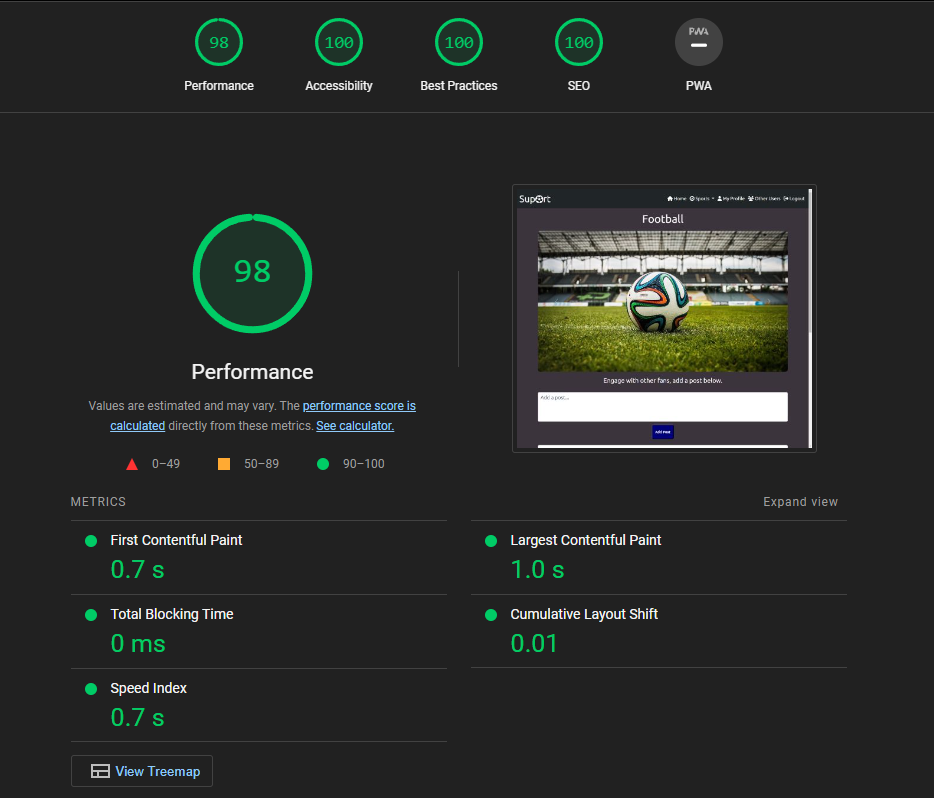 98
100
100
100
PWA
Performance
Accessibility
Best Practices
SEO
PWA
98
Performance
Values are estimated and may vary. The performance score is
calculated directly from these metrics. See calculator.
0–49
50–89
90–100
Suport
Home Sports My Profile Other Users Logout
Football
Engage with other fans, add a post below.
Add a post...
Add Post
METRICS
Expand view
First Contentful Paint
0.7 s
Largest Contentful Paint
1.0 s
Total Blocking Time
0 ms
Cumulative Layout Shift
0.01
Speed Index
0.7 s
View Treemap